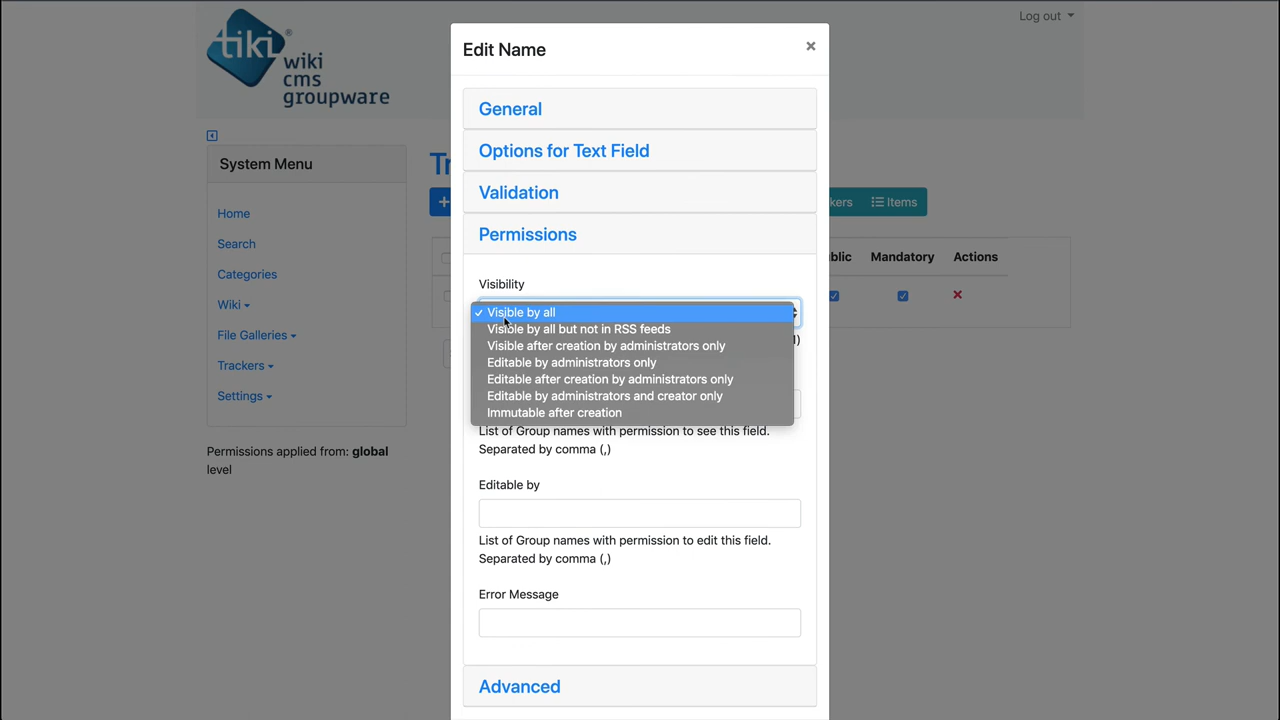 Log out
tiki
®
wiki
cms
groupware
System Menu
Home
Search
Categories
Wiki
File Galleries
Trackers
Settings
Permissions applied from: global
level
Edit Name
×
General
Options for Text Field
Validation
Permissions
Visibility
✓ Visible by all
Visible by all but not in RSS feeds
Visible after creation by administrators only
Editable by administrators only
Editable after creation by administrators only
Editable by administrators and creator only
Immutable after creation
List of Group names with permission to see this field.
Separated by comma (,)
Editable by
List of Group names with permission to edit this field.
Separated by comma (,)
Error Message
Advanced
Tr
+
kers
Items
blic
Mandatory
Actions